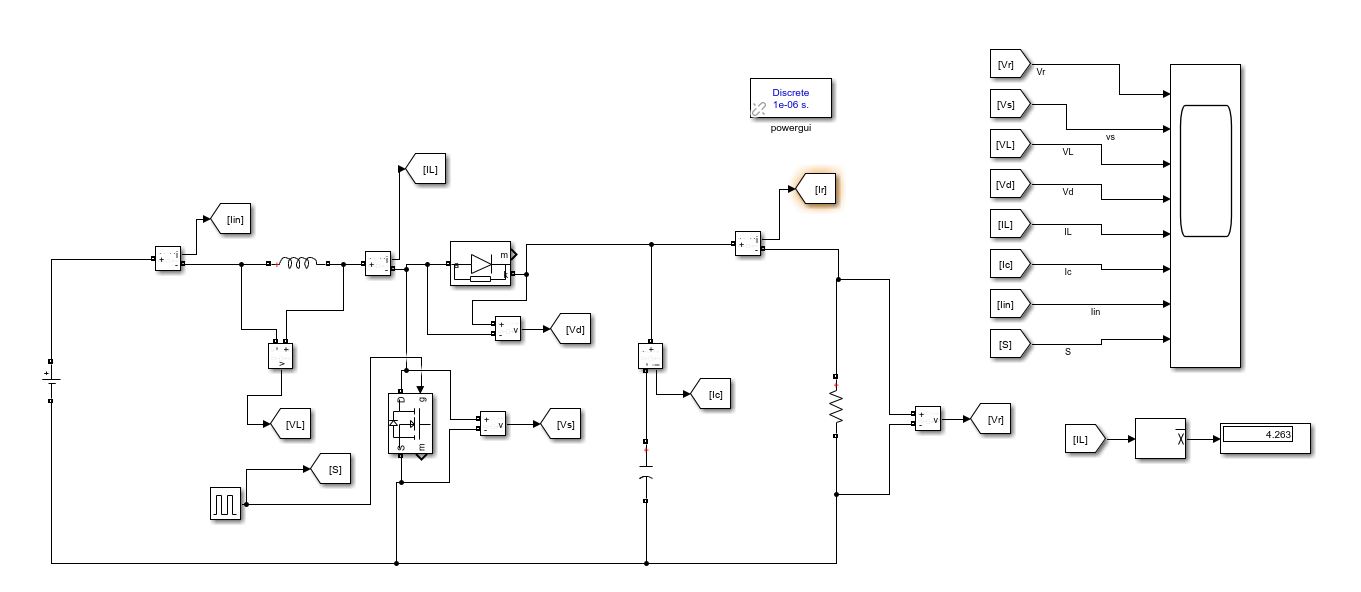 [Vr]
Vr
Discrete
1e-06 s.
powergui
[Vs]
vs
[VL]
VL
[IL]
[Ir]
[Vd]
Vd
[Iin]
[IL]
IL
i
+
-
i
+
-
i
+
-
m
[Ic]
Ic
[Iin]
Iin
+
-
v
[Vd]
[S]
S
+
v
+
[Ic]
D
g
S
m
+
-
v
[Vs]
[VL]
+
-
v
[Vr]
[IL]
X
4.263
[S]